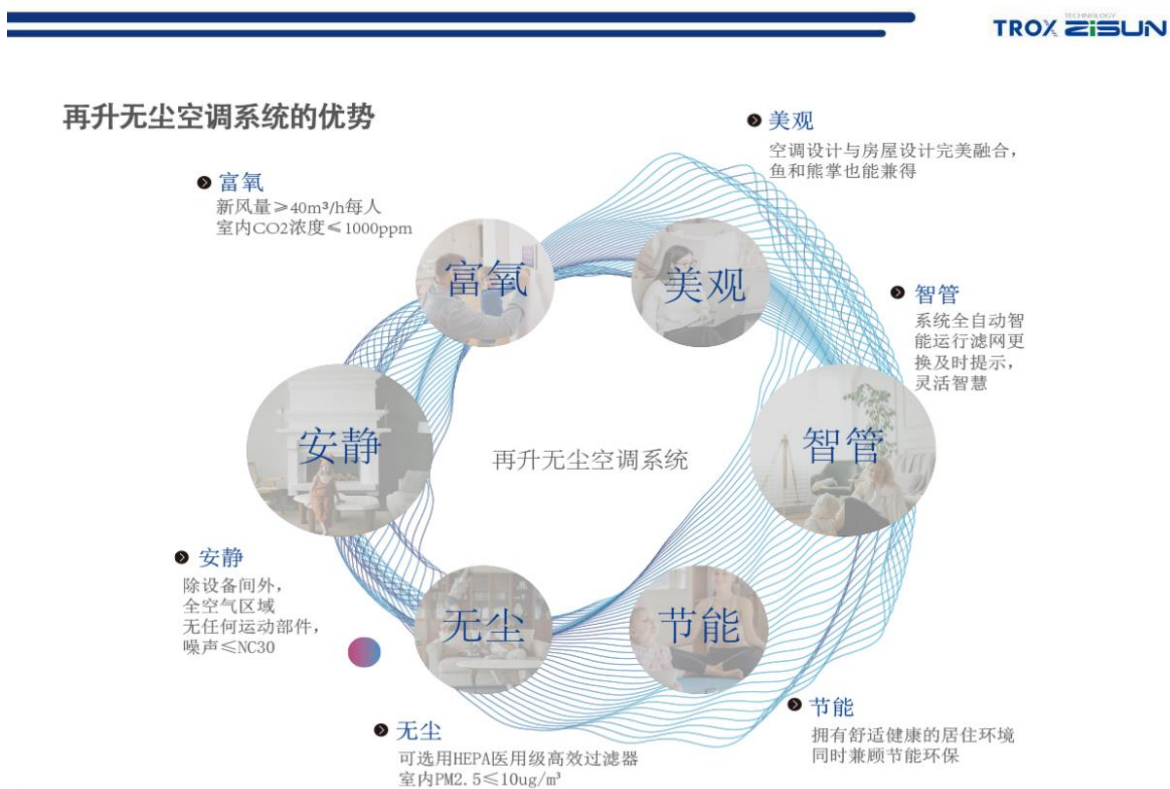 TECHNOLOGY
TROX ZISUN
再升无尘空调系统的优势
美观
空调设计与房屋设计完美融合，
鱼和熊掌也能兼得
富氧
新风量≥40m³/h每人
室内CO2浓度≤1000ppm
富氧
美观
智管
系统全自动智
能运行滤网更
换及时提示，
灵活智慧
安静
再升无尘空调系统
智管
安静
除设备间外，
全空气区域
无任何运动部件，
噪声≤NC30
无尘
节能
无尘
可选用HEPA医用级高效过滤器
室内PM2.5≤10ug/m³
节能
拥有舒适健康的居住环境
同时兼顾节能环保